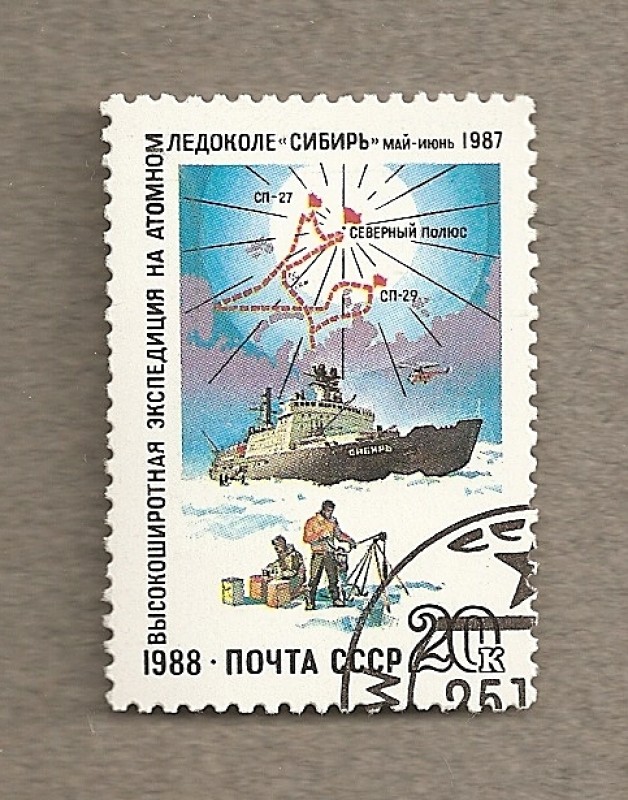 ВЫСОКОШИРОТНАЯ ЭКСПЕДИЦИЯ НА АТОМНОМ
ЛЕДОКОЛЕ «СИБИРЬ» МАЙ-ИЮНЬ 1987
СП-27
СЕВЕРНЫЙ ПОЛЮС
СП-29
СИБИРЬ
1988 · ПОЧТА СССР 20К
М
251